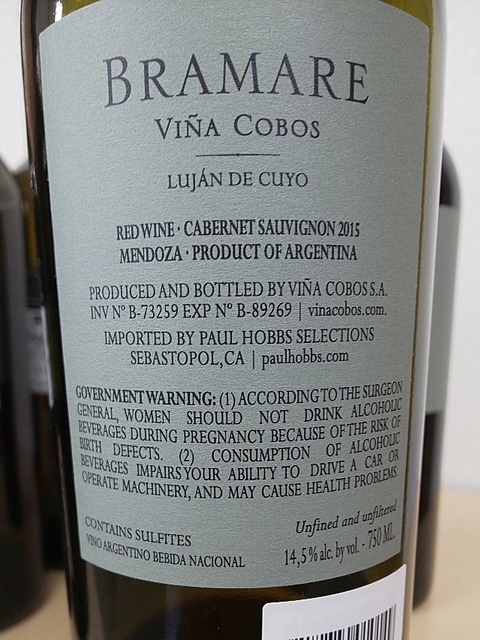 BRAMARE
VIÑA COBOS
LUJÁN DE CUYO
RED WINE · CABERNET SAUVIGNON 2015
MENDOZA · PRODUCT OF ARGENTINA
PRODUCED AND BOTTLED BY VIÑA COBOS S.A.
INV Nº B-73259 EXP Nº B-89269 | vinacobos.com.
IMPORTED BY PAUL HOBBS SELECTIONS
SEBASTOPOL, CA | paulhobbs.com
GOVERNMENT WARNING: (1) ACCORDING TO THE SURGEON
GENERAL, WOMEN SHOULD NOT DRINK ALCOHOLIC
BEVERAGES DURING PREGNANCY BECAUSE OF THE RISK OF
BIRTH DEFECTS. (2) CONSUMPTION OF ALCOHOLIC
BEVERAGES IMPAIRS YOUR ABILITY TO DRIVE A CAR OR
OPERATE MACHINERY, AND MAY CAUSE HEALTH PROBLEMS.
CONTAINS SULFITES
VINO ARGENTINO BEBIDA NACIONAL
Unfined and unfiltered
14,5% alc. by vol. - 750 ML.